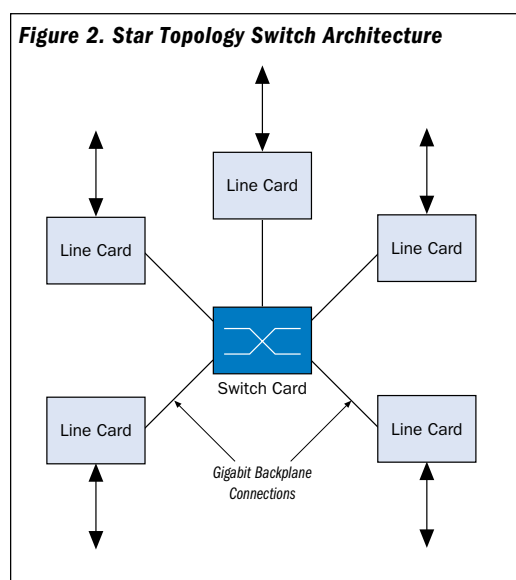 Figure 2. Star Topology Switch Architecture
Line Card
Line Card
Line Card
Switch Card
Line Card
Line Card
Gigabit Backplane
Connections